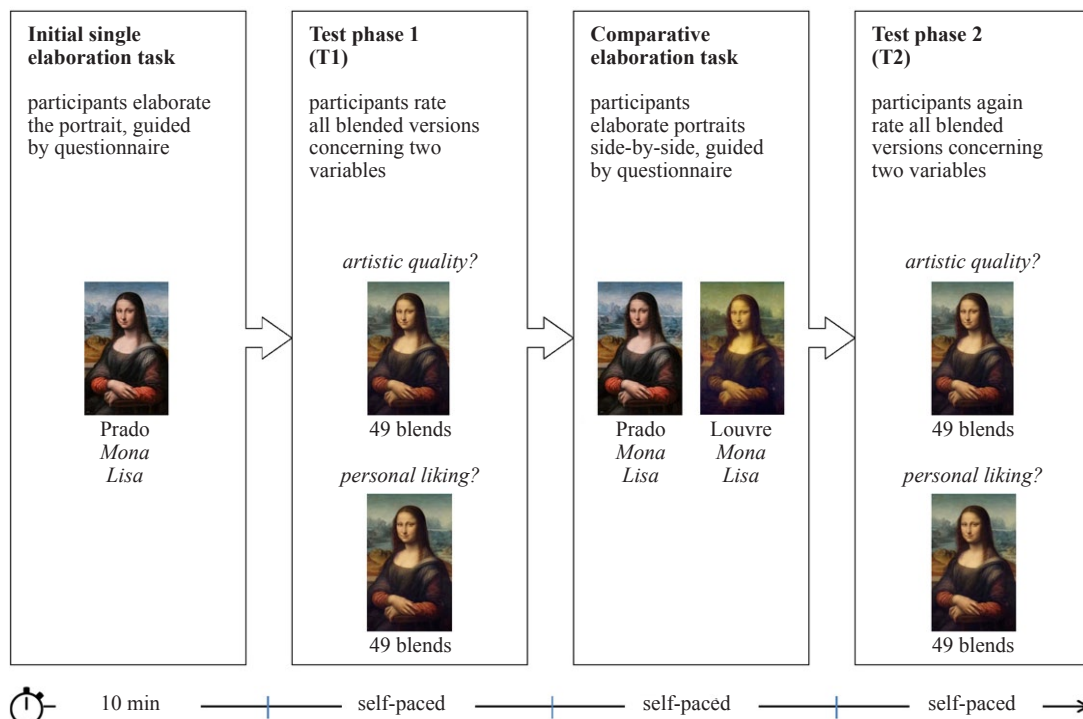 Initial single
elaboration task
participants elaborate
the portrait, guided
by questionnaire
Prado
Mona
Lisa
Test phase 1
(T1)
participants rate
all blended versions
concerning two
variables
artistic quality?
49 blends
personal liking?
49 blends
Comparative
elaboration task
participants
elaborate portraits
side-by-side, guided
by questionnaire
Prado
Mona
Lisa
Louvre
Mona
Lisa
Test phase 2
(T2)
participants again
rate all blended
versions concerning
two variables
artistic quality?
49 blends
personal liking?
49 blends
10 min
self-paced
self-paced
self-paced